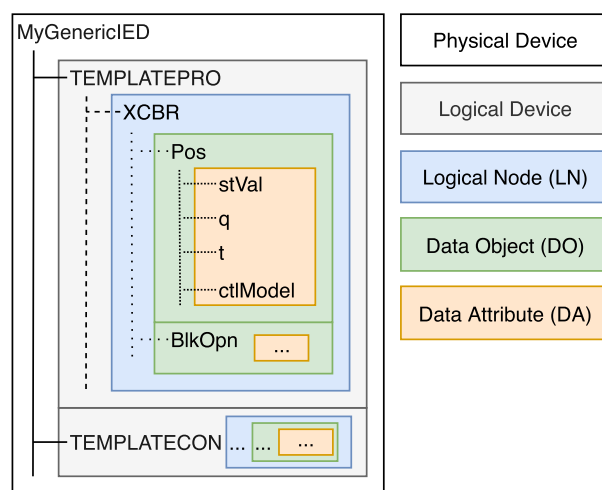 MyGenericIED
TEMPLATEPRO
XCBR
Pos
stVal
q
t
ctlModel
BlkOpn
...
TEMPLATECON
... ... ...
Physical Device
Logical Device
Logical Node (LN)
Data Object (DO)
Data Attribute (DA)